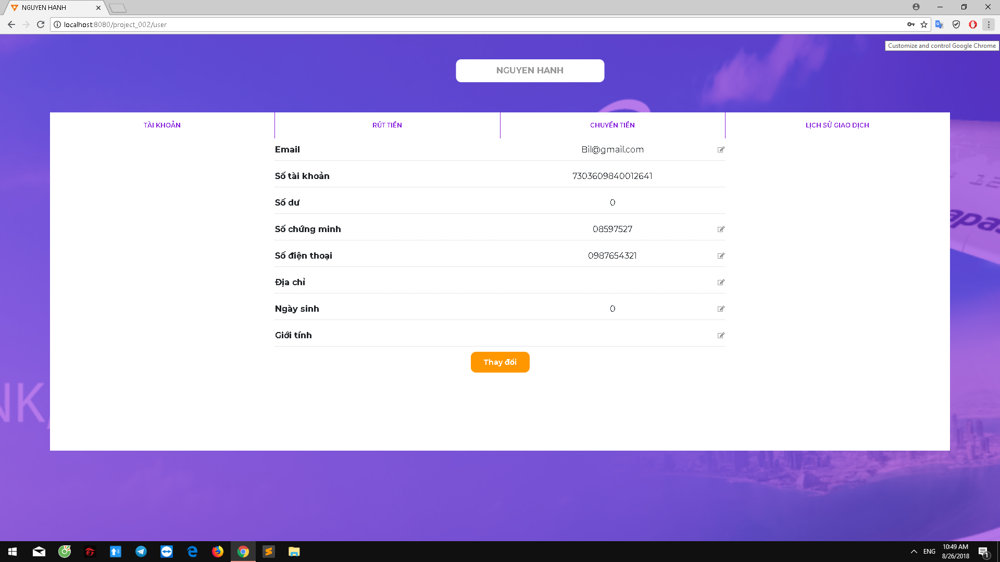 NGUYEN HANH
localhost:8080/project_002/user
Customize and control Google Chrome
NGUYEN HANH
TÀI KHOẢN
RÚT TIỀN
CHUYỂN TIỀN
LỊCH SỬ GIAO DỊCH
Email
Bil@gmail.com
Số tài khoản
7303609840012641
Số dư
0
Số chứng minh
08597527
Số điện thoại
0987654321
Địa chỉ
Ngày sinh
0
Giới tính
Thay đổi
ENG
10:49 AM
8/26/2018
1